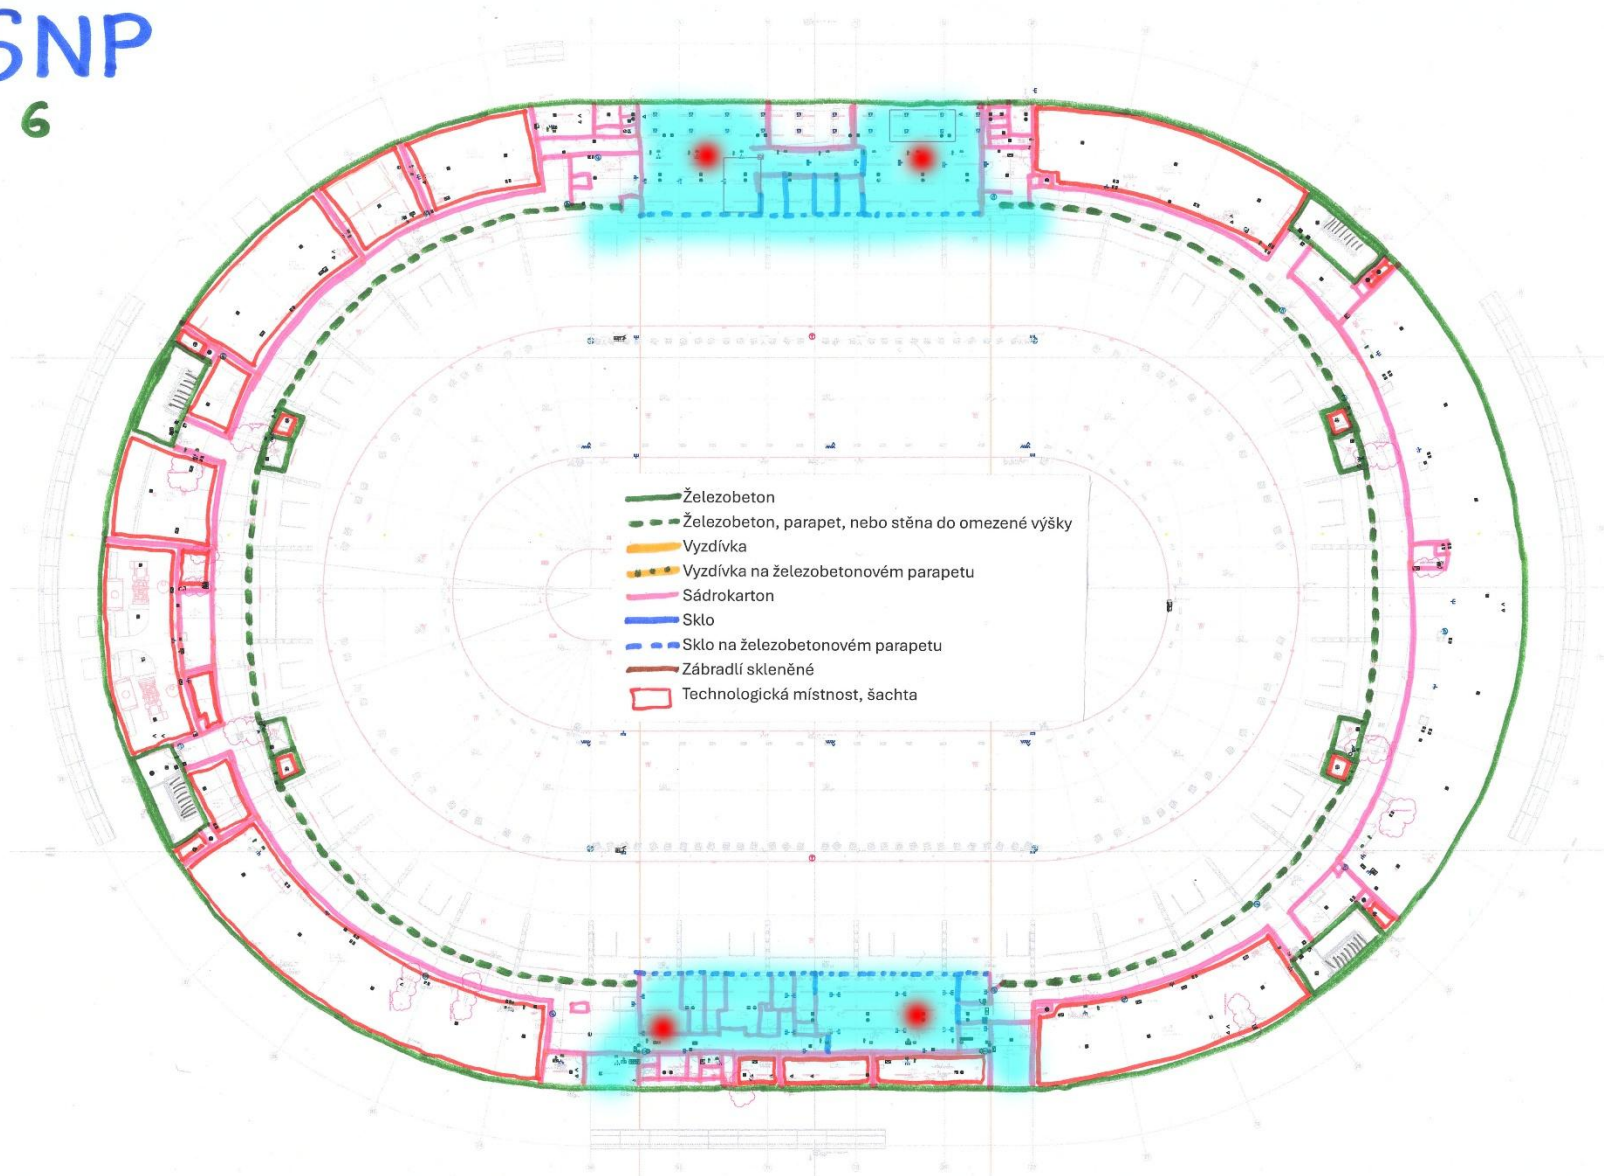 SNP
6
Železobeton
Železobeton, parapet, nebo stěna do omezené výšky
Vyzdívka
Vyzdívka na železobetonovém parapetu
Sádrokarton
Sklo
Sklo na železobetonovém parapetu
Zábradlí skleněné
Technologická místnost, šachta